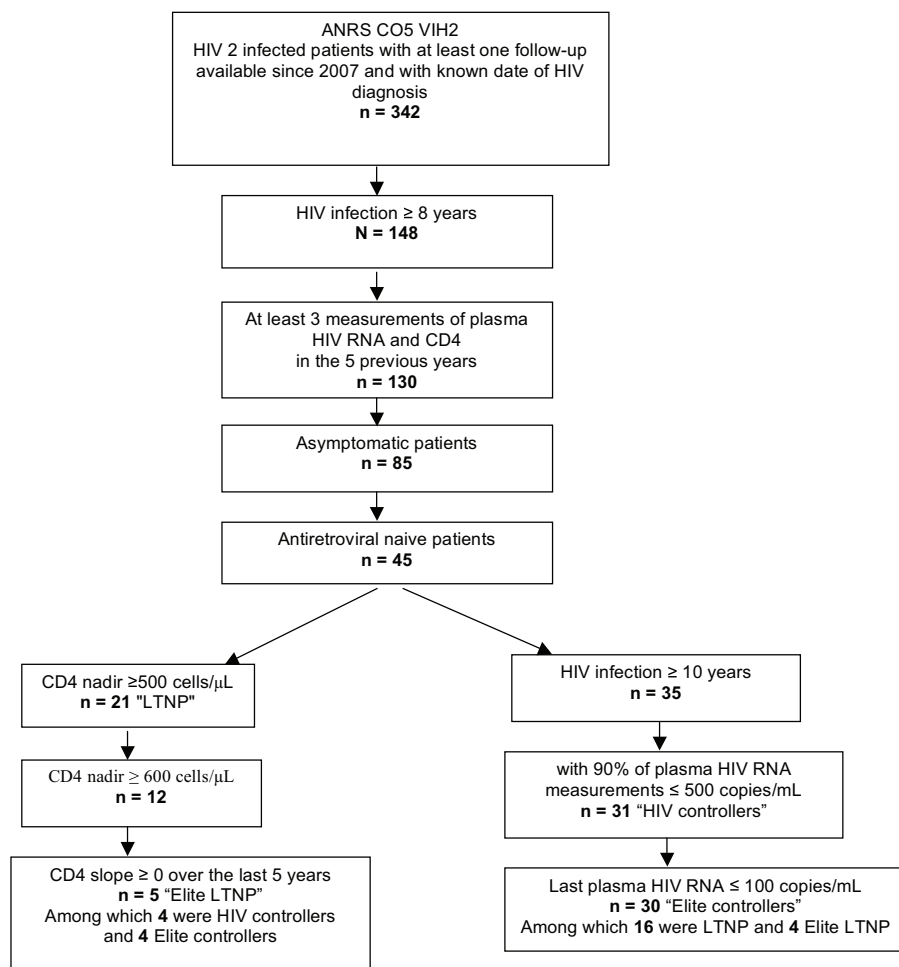 ANRS CO5 VIH2
HIV 2 infected patients with at least one follow-up
available since 2007 and with known date of HIV
diagnosis
n = 342
HIV infection ≥ 8 years
N = 148
At least 3 measurements of plasma
HIV RNA and CD4
in the 5 previous years
n = 130
Asymptomatic patients
n = 85
Antiretroviral naive patients
n = 45
CD4 nadir ≥500 cells/μL
n = 21 "LTNP"
CD4 nadir ≥ 600 cells/μL
n = 12
CD4 slope ≥ 0 over the last 5 years
n = 5 “Elite LTNP”
Among which 4 were HIV controllers
and 4 Elite controllers
HIV infection ≥ 10 years
n = 35
with 90% of plasma HIV RNA
measurements ≤ 500 copies/mL
n = 31 “HIV controllers”
Last plasma HIV RNA ≤ 100 copies/mL
n = 30 “Elite controllers”
Among which 16 were LTNP and 4 Elite LTNP